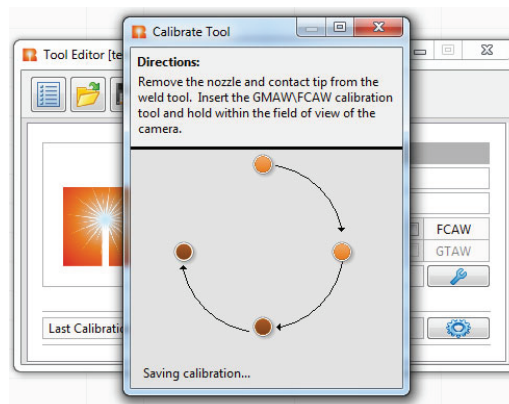 Calibrate Tool
Tool Editor [te
Directions:
Remove the nozzle and contact tip from the
weld tool. Insert the GMAW\FCAW calibration
tool and hold within the field of view of the
camera.
FCAW
GTAW
Last Calibratio
Saving calibration...